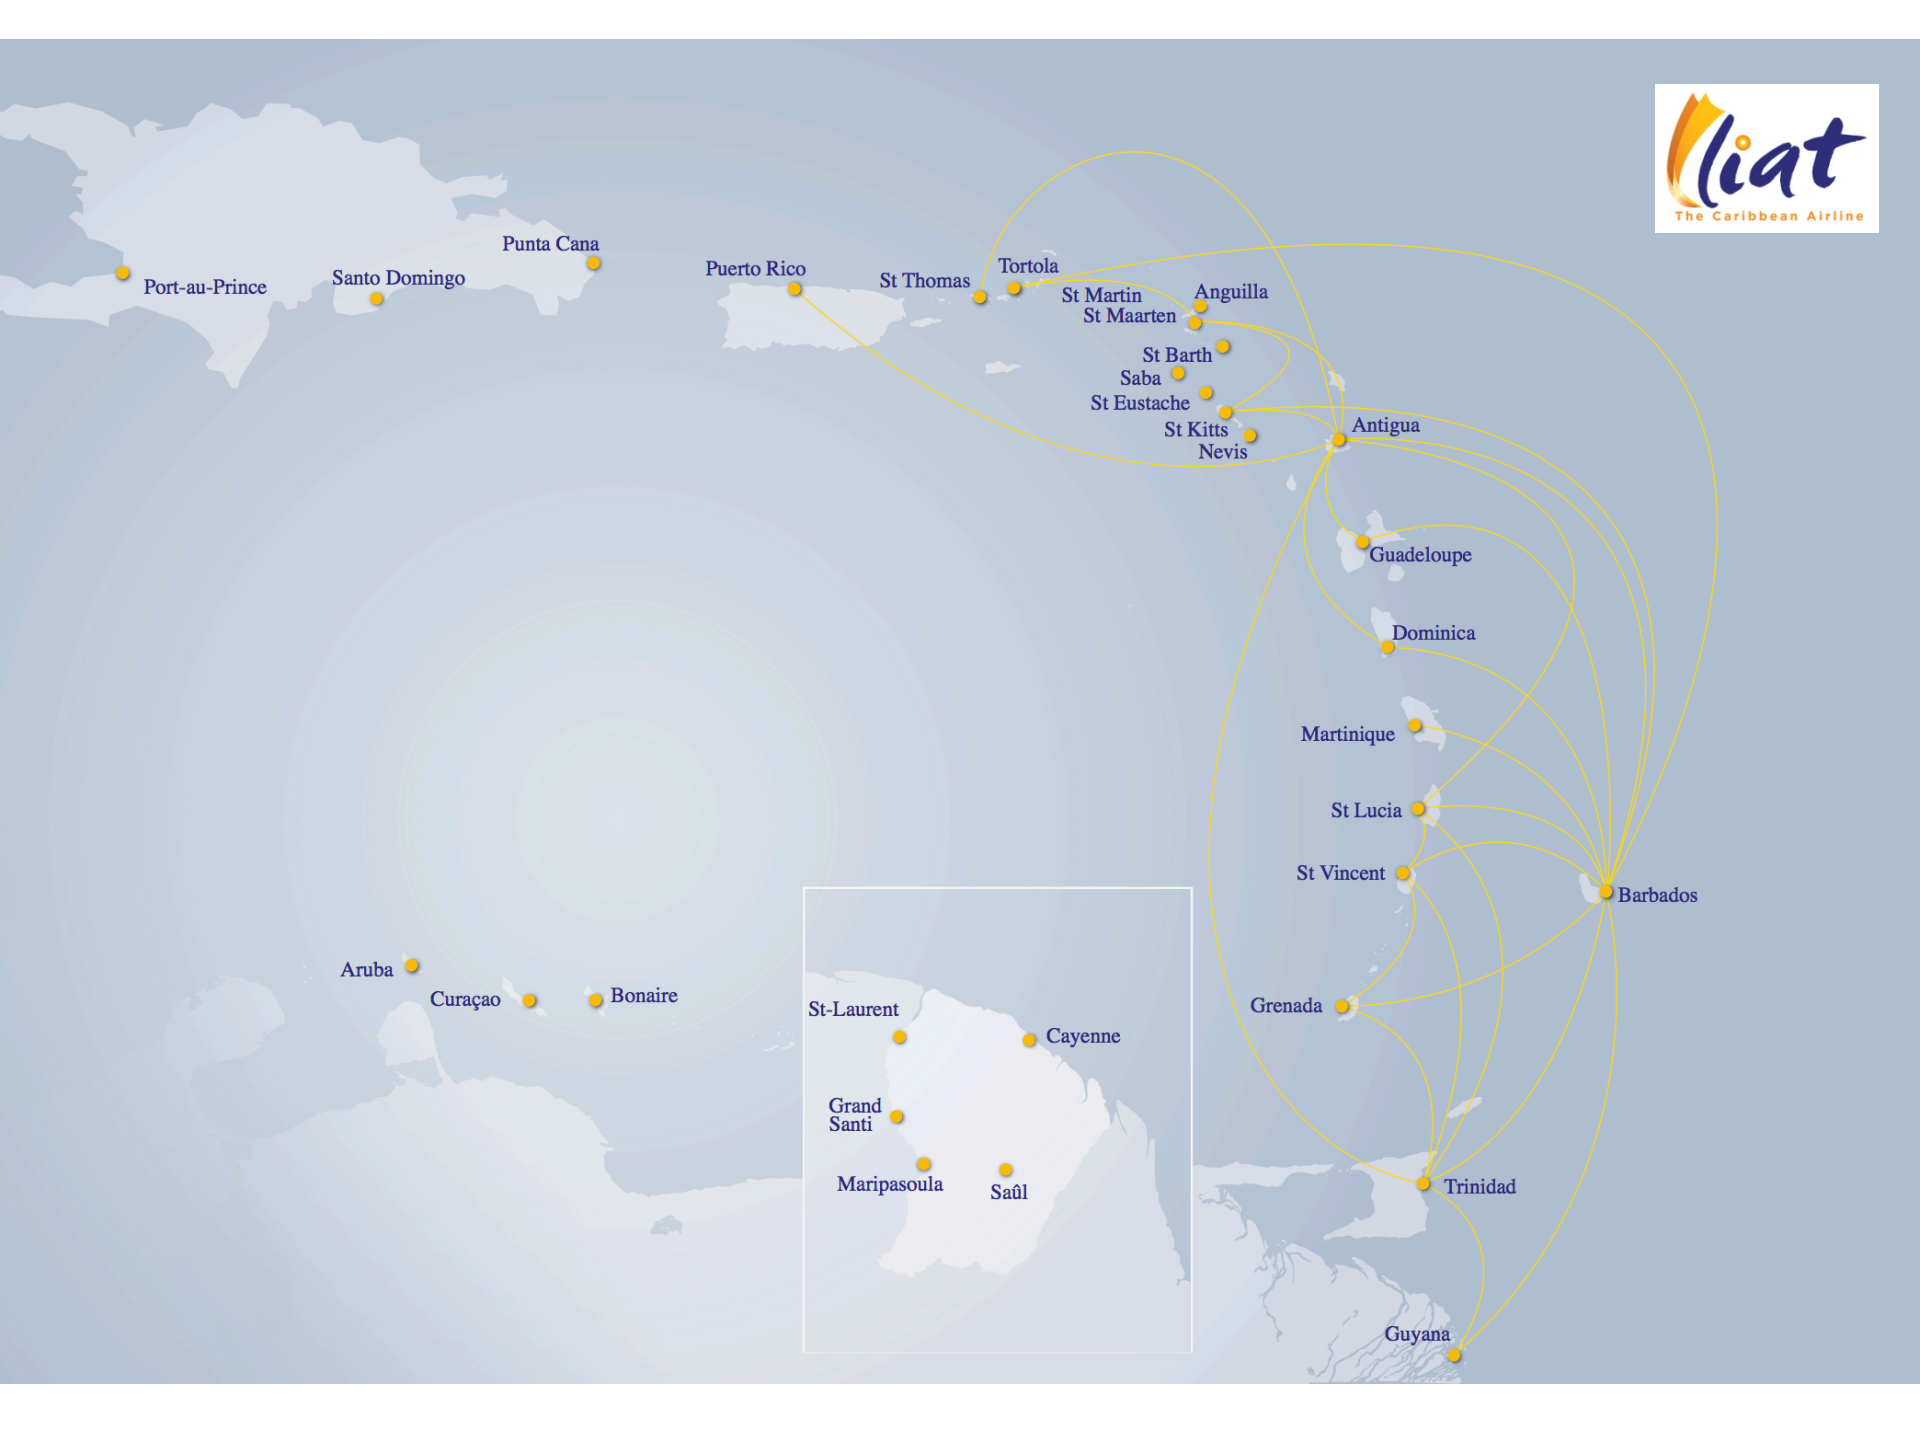 liat
The Caribbean Airline
Punta Cana
Port-au-Prince
Santo Domingo
Puerto Rico
St Thomas
Tortola
St Martin
St Maarten
Anguilla
St Barth
Saba
St Eustache
St Kitts
Nevis
Antigua
Guadeloupe
Dominica
Martinique
St Lucia
St Vincent
Barbados
Grenada
Aruba
Curaçao
Bonaire
St-Laurent
Cayenne
Grand
Santi
Maripasoula
Saûl
Trinidad
Guyana